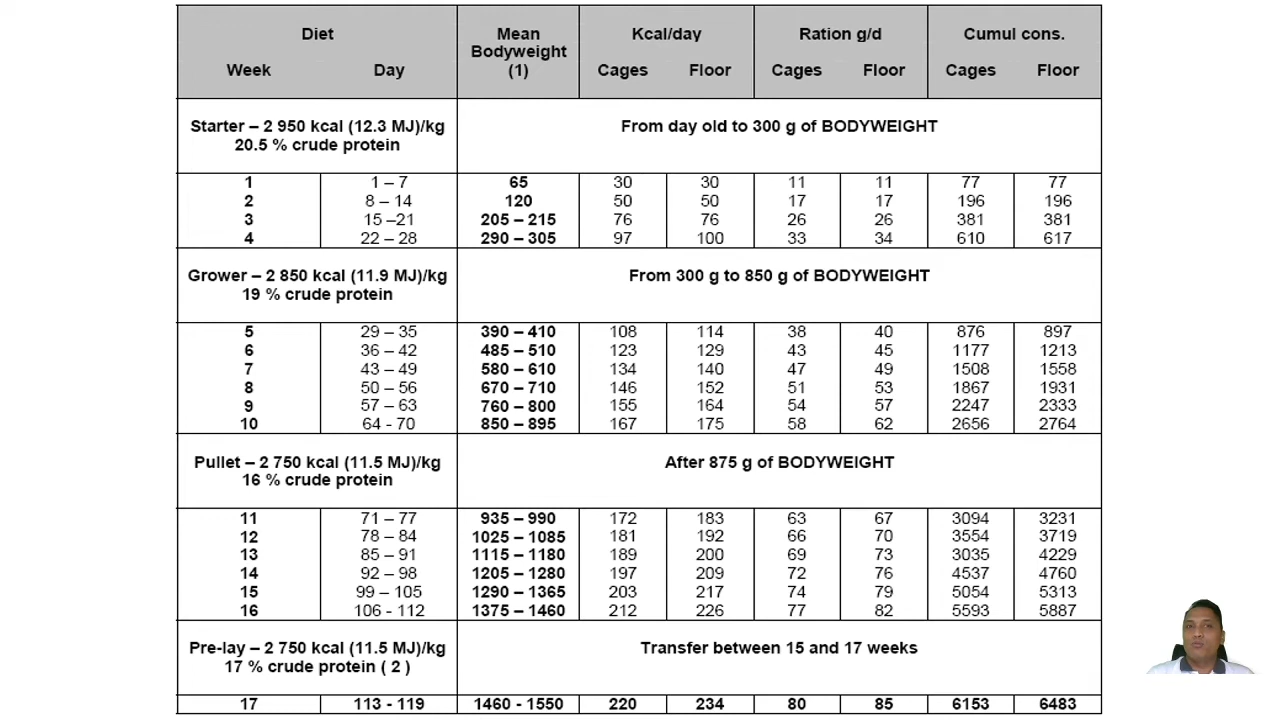 Diet Mean Kcal/day Ration g/d Cumul cons.
Bodyweight
Week Day (1) Cages Floor Cages Floor Cages Floor
Starter – 2 950 kcal (12.3 MJ)/kg From day old to 300 g of BODYWEIGHT
20.5 % crude protein
1 1 – 7 65 30 30 11 11 77 77
2 8 – 14 120 50 50 17 17 196 196
3 15 –21 205 – 215 76 76 26 26 381 381
4 22 – 28 290 – 305 97 100 33 34 610 617
Grower – 2 850 kcal (11.9 MJ)/kg From 300 g to 850 g of BODYWEIGHT
19 % crude protein
5 29 – 35 390 – 410 108 114 38 40 876 897
6 36 – 42 485 – 510 123 129 43 45 1177 1213
7 43 – 49 580 – 610 134 140 47 49 1508 1558
8 50 – 56 670 – 710 146 152 51 53 1867 1931
9 57 – 63 760 – 800 155 164 54 57 2247 2333
10 64 - 70 850 – 895 167 175 58 62 2656 2764
Pullet – 2 750 kcal (11.5 MJ)/kg After 875 g of BODYWEIGHT
16 % crude protein
11 71 – 77 935 – 990 172 183 63 67 3094 3231
12 78 – 84 1025 – 1085 181 192 66 70 3554 3719
13 85 – 91 1115 – 1180 189 200 69 73 3035 4229
14 92 – 98 1205 – 1280 197 209 72 76 4537 4760
15 99 – 105 1290 – 1365 203 217 74 79 5054 5313
16 106 - 112 1375 – 1460 212 226 77 82 5593 5887
Pre-lay – 2 750 kcal (11.5 MJ)/kg Transfer between 15 and 17 weeks
17 % crude protein ( 2 )
17 113 - 119 1460 - 1550 220 234 80 85 6153 6483